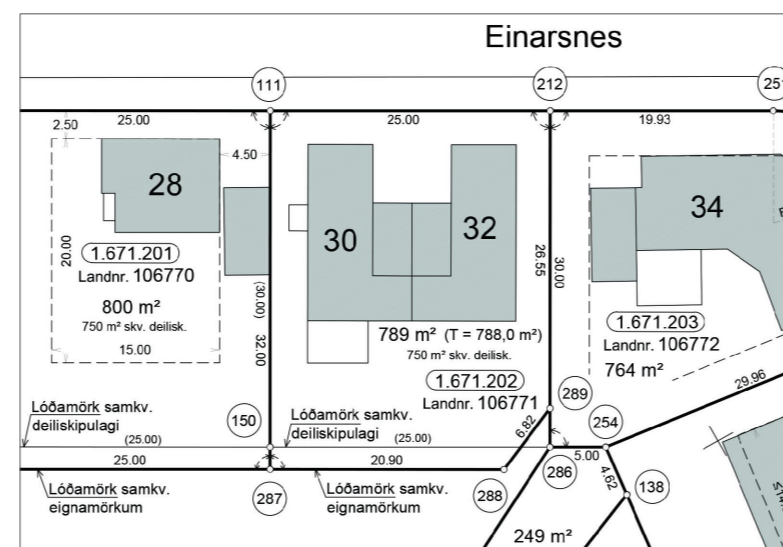 Einarsnes
111
212
25.00
25.00
19.93
2.50
4.50
28
30
32
34
20.00
1.671.201
Landnr. 106770
800 m²
750 m² skv. deilisk.
15.00
(30.00)
32.00
26.55
30.00
789 m² (T = 788,0 m²)
750 m² skv. deilisk.
1.671.202
Landnr. 106771
1.671.203
Landnr. 106772
764 m²
29.96
289
254
150
Lóðamörk samkv.
deiliskipulagi
(25.00)
Lóðamörk samkv.
deiliskipulagi
(25.00)
6.82
5.00
25.00
20.90
286
4.62
138
287
288
Lóðamörk samkv.
eignamörkum
Lóðamörk samkv.
eignamörkum
249 m²